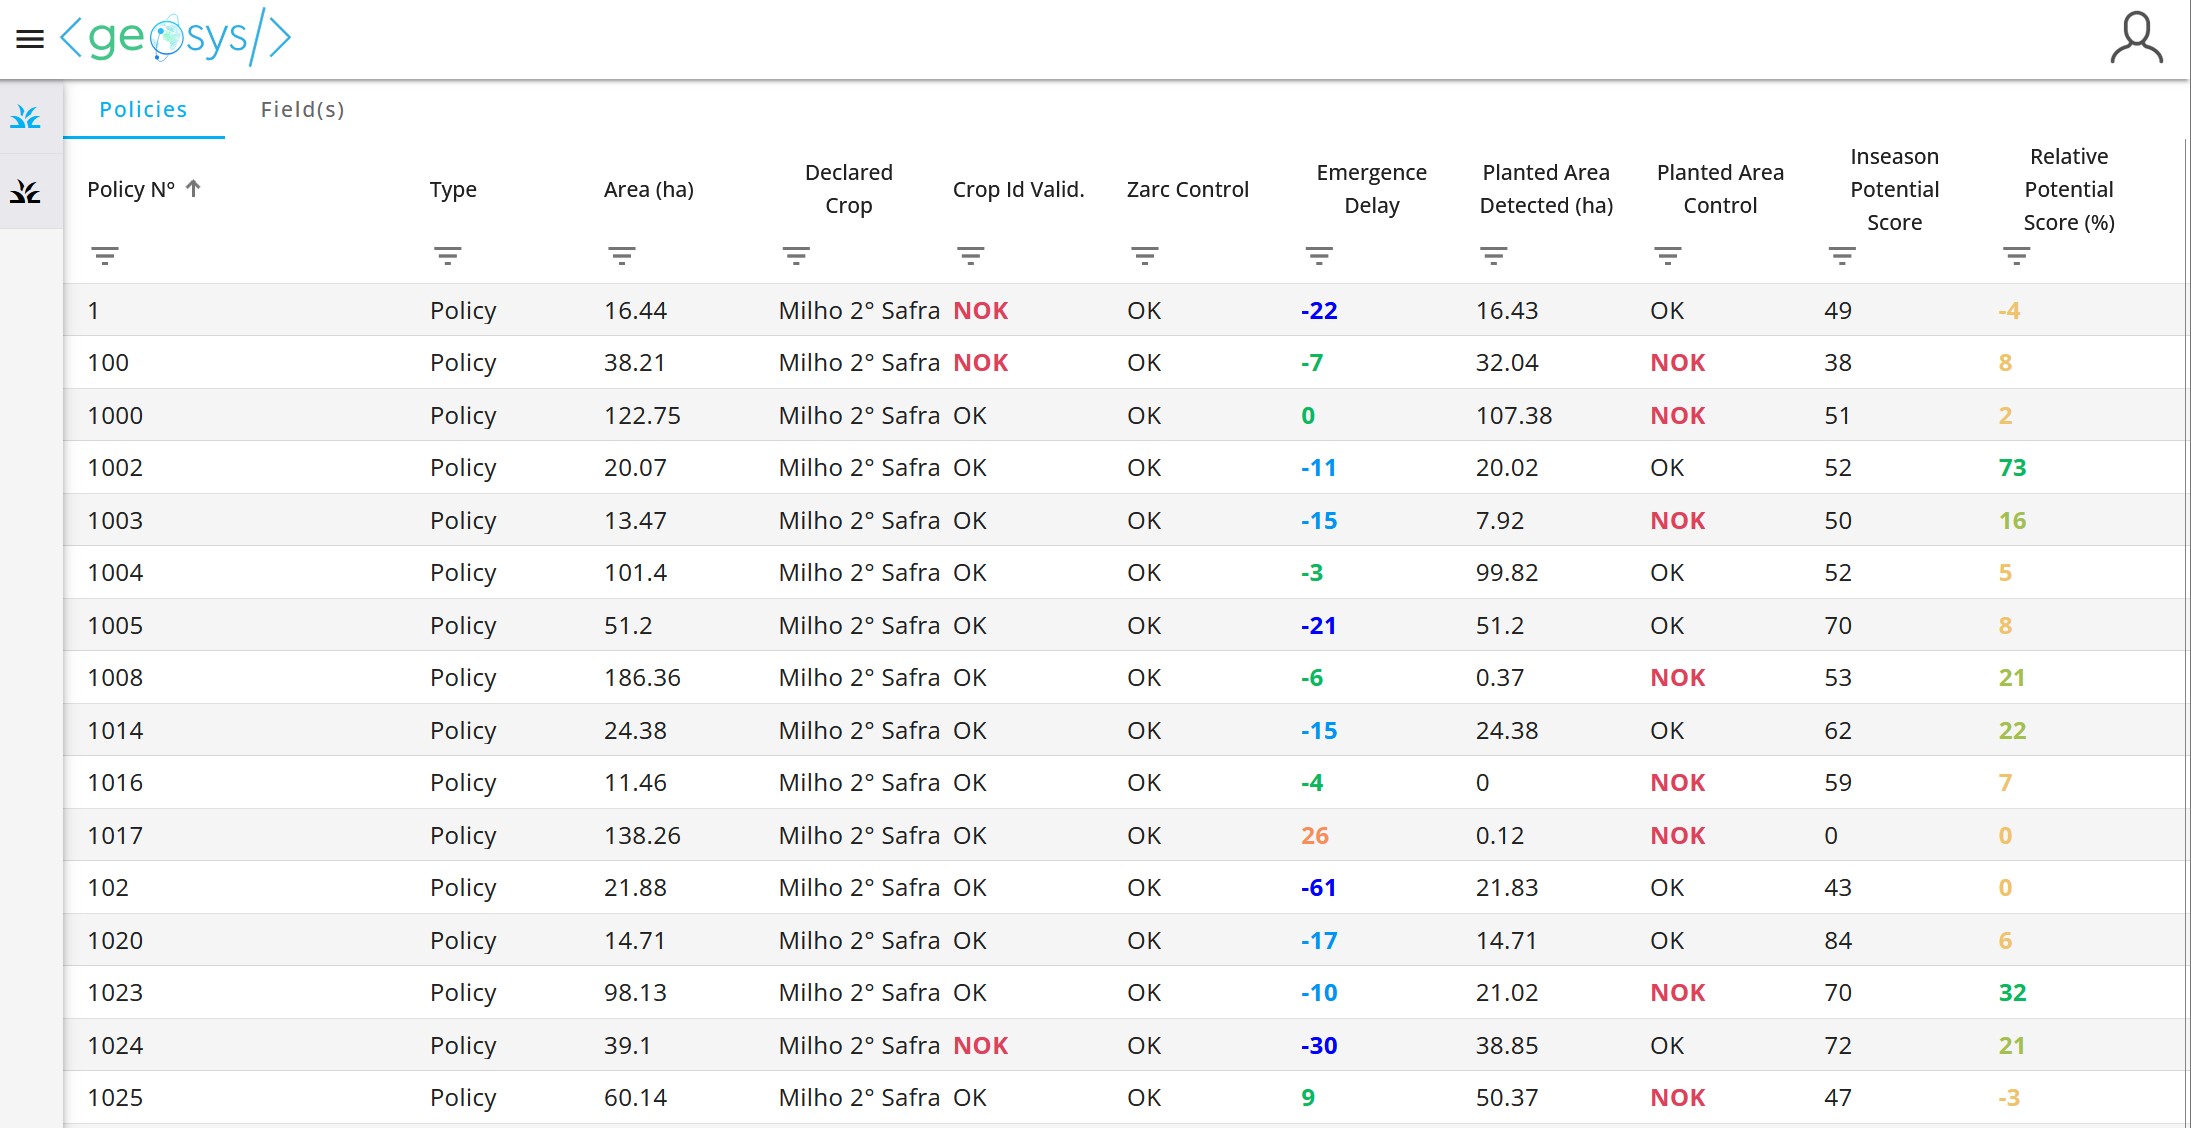 <geosys/>
Policies Field(s)
Policy N° Type Area (ha) Declared Crop Crop Id Valid. Zarc Control Emergence Delay Planted Area Detected (ha) Planted Area Control Inseason Potential Score Relative Potential Score (%)
1 Policy 16.44 Milho 2° Safra NOK OK -22 16.43 OK 49 -4
100 Policy 38.21 Milho 2° Safra NOK OK -7 32.04 NOK 38 8
1000 Policy 122.75 Milho 2° Safra OK OK 0 107.38 NOK 51 2
1002 Policy 20.07 Milho 2° Safra OK OK -11 20.02 OK 52 73
1003 Policy 13.47 Milho 2° Safra OK OK -15 7.92 NOK 50 16
1004 Policy 101.4 Milho 2° Safra OK OK -3 99.82 OK 52 5
1005 Policy 51.2 Milho 2° Safra OK OK -21 51.2 OK 70 8
1008 Policy 186.36 Milho 2° Safra OK OK -6 0.37 NOK 53 21
1014 Policy 24.38 Milho 2° Safra OK OK -15 24.38 OK 62 22
1016 Policy 11.46 Milho 2° Safra OK OK -4 0 NOK 59 7
1017 Policy 138.26 Milho 2° Safra OK OK 26 0.12 NOK 0 0
102 Policy 21.88 Milho 2° Safra OK OK -61 21.83 OK 43 0
1020 Policy 14.71 Milho 2° Safra OK OK -17 14.71 OK 84 6
1023 Policy 98.13 Milho 2° Safra OK OK -10 21.02 NOK 70 32
1024 Policy 39.1 Milho 2° Safra NOK OK -30 38.85 OK 72 21
1025 Policy 60.14 Milho 2° Safra OK OK 9 50.37 NOK 47 -3